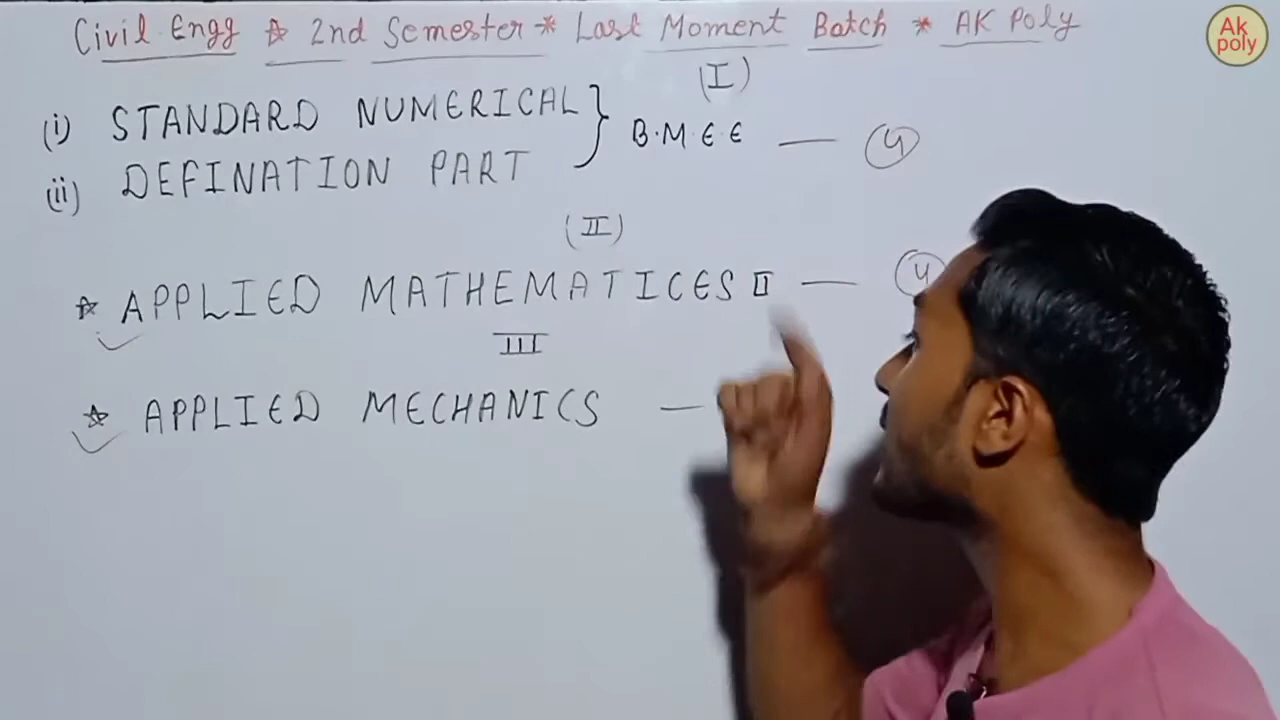 Civil Engg ☆ 2nd Semester * Last Moment Batch * AK Poly
Ak poly
(I)
(i) STANDARD NUMERICAL } B.M.E.E — 4
(ii) DEFINATION PART
(II)
☆ APPLIED MATHEMATICES II — 4
III
☆ APPLIED MECHANICS —